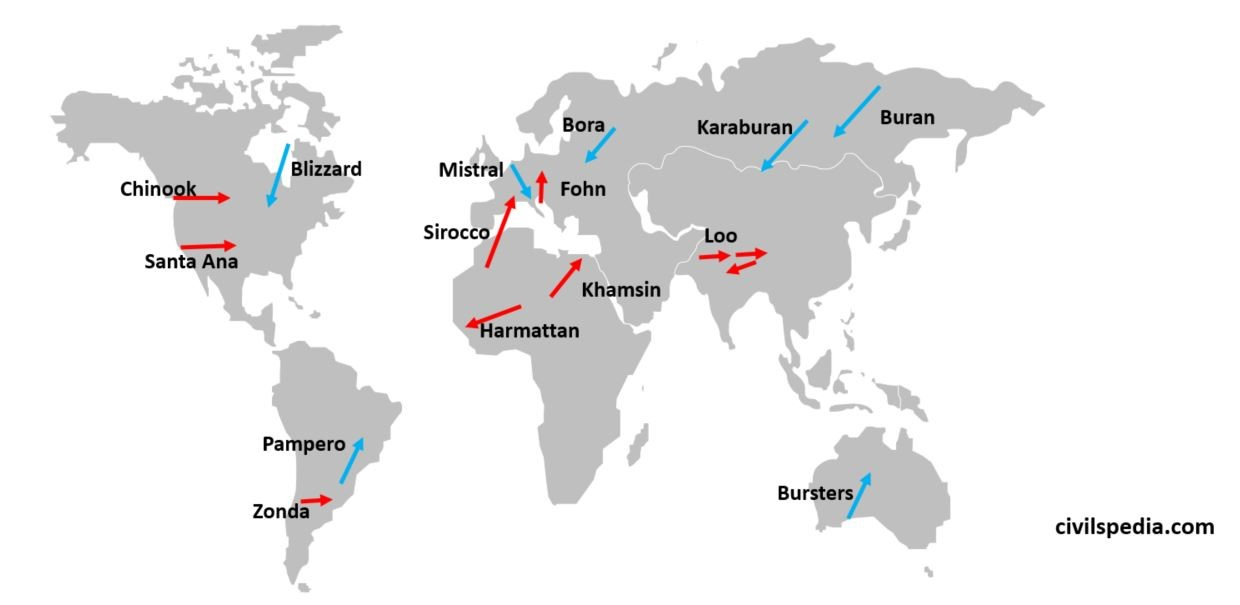 Bora
Karaburan
Buran
Mistral
Blizzard
Chinook
Fohn
Sirocco
Loo
Santa Ana
Khamsin
Harmattan
Pampero
Bursters
Zonda
civilspedia.com